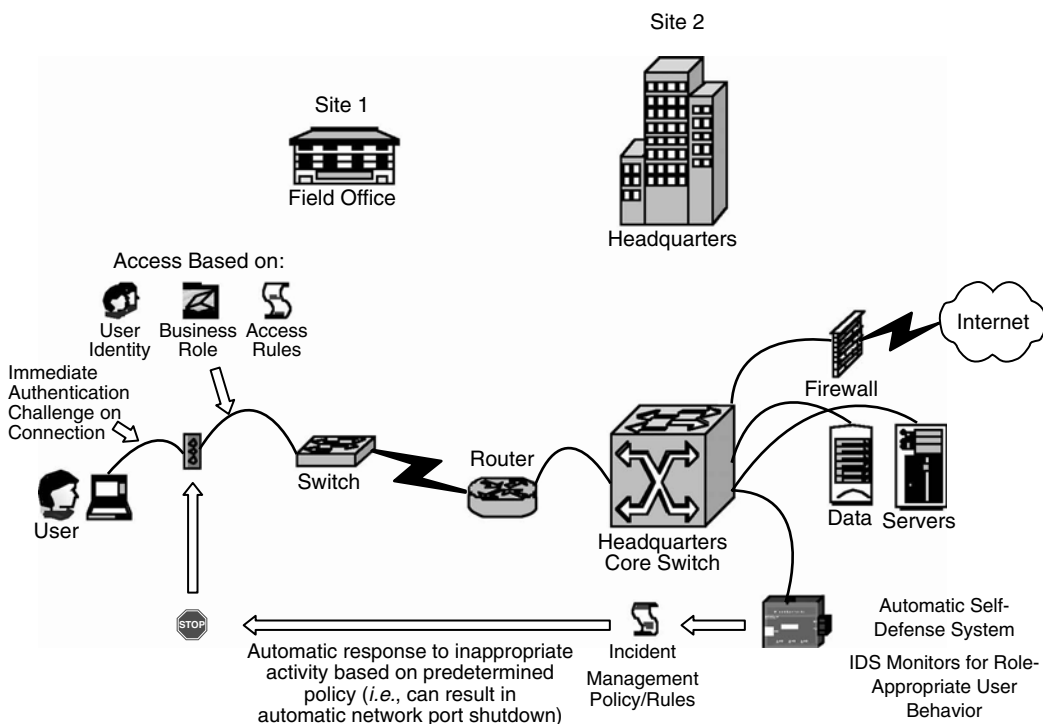 Site 2
Site 1
Field Office
Headquarters
Access Based on:
User
Identity
Business
Role
Access
Rules
Internet
Immediate
Authentication
Challenge on
Connection
Firewall
Router
Switch
User
Data
Servers
Headquarters
Core Switch
STOP
Automatic Self-
Defense System
Incident
Management
Policy/Rules
Automatic response to inappropriate
activity based on predetermined
policy (i.e., can result in
automatic network port shutdown)
IDS Monitors for Role-
Appropriate User
Behavior